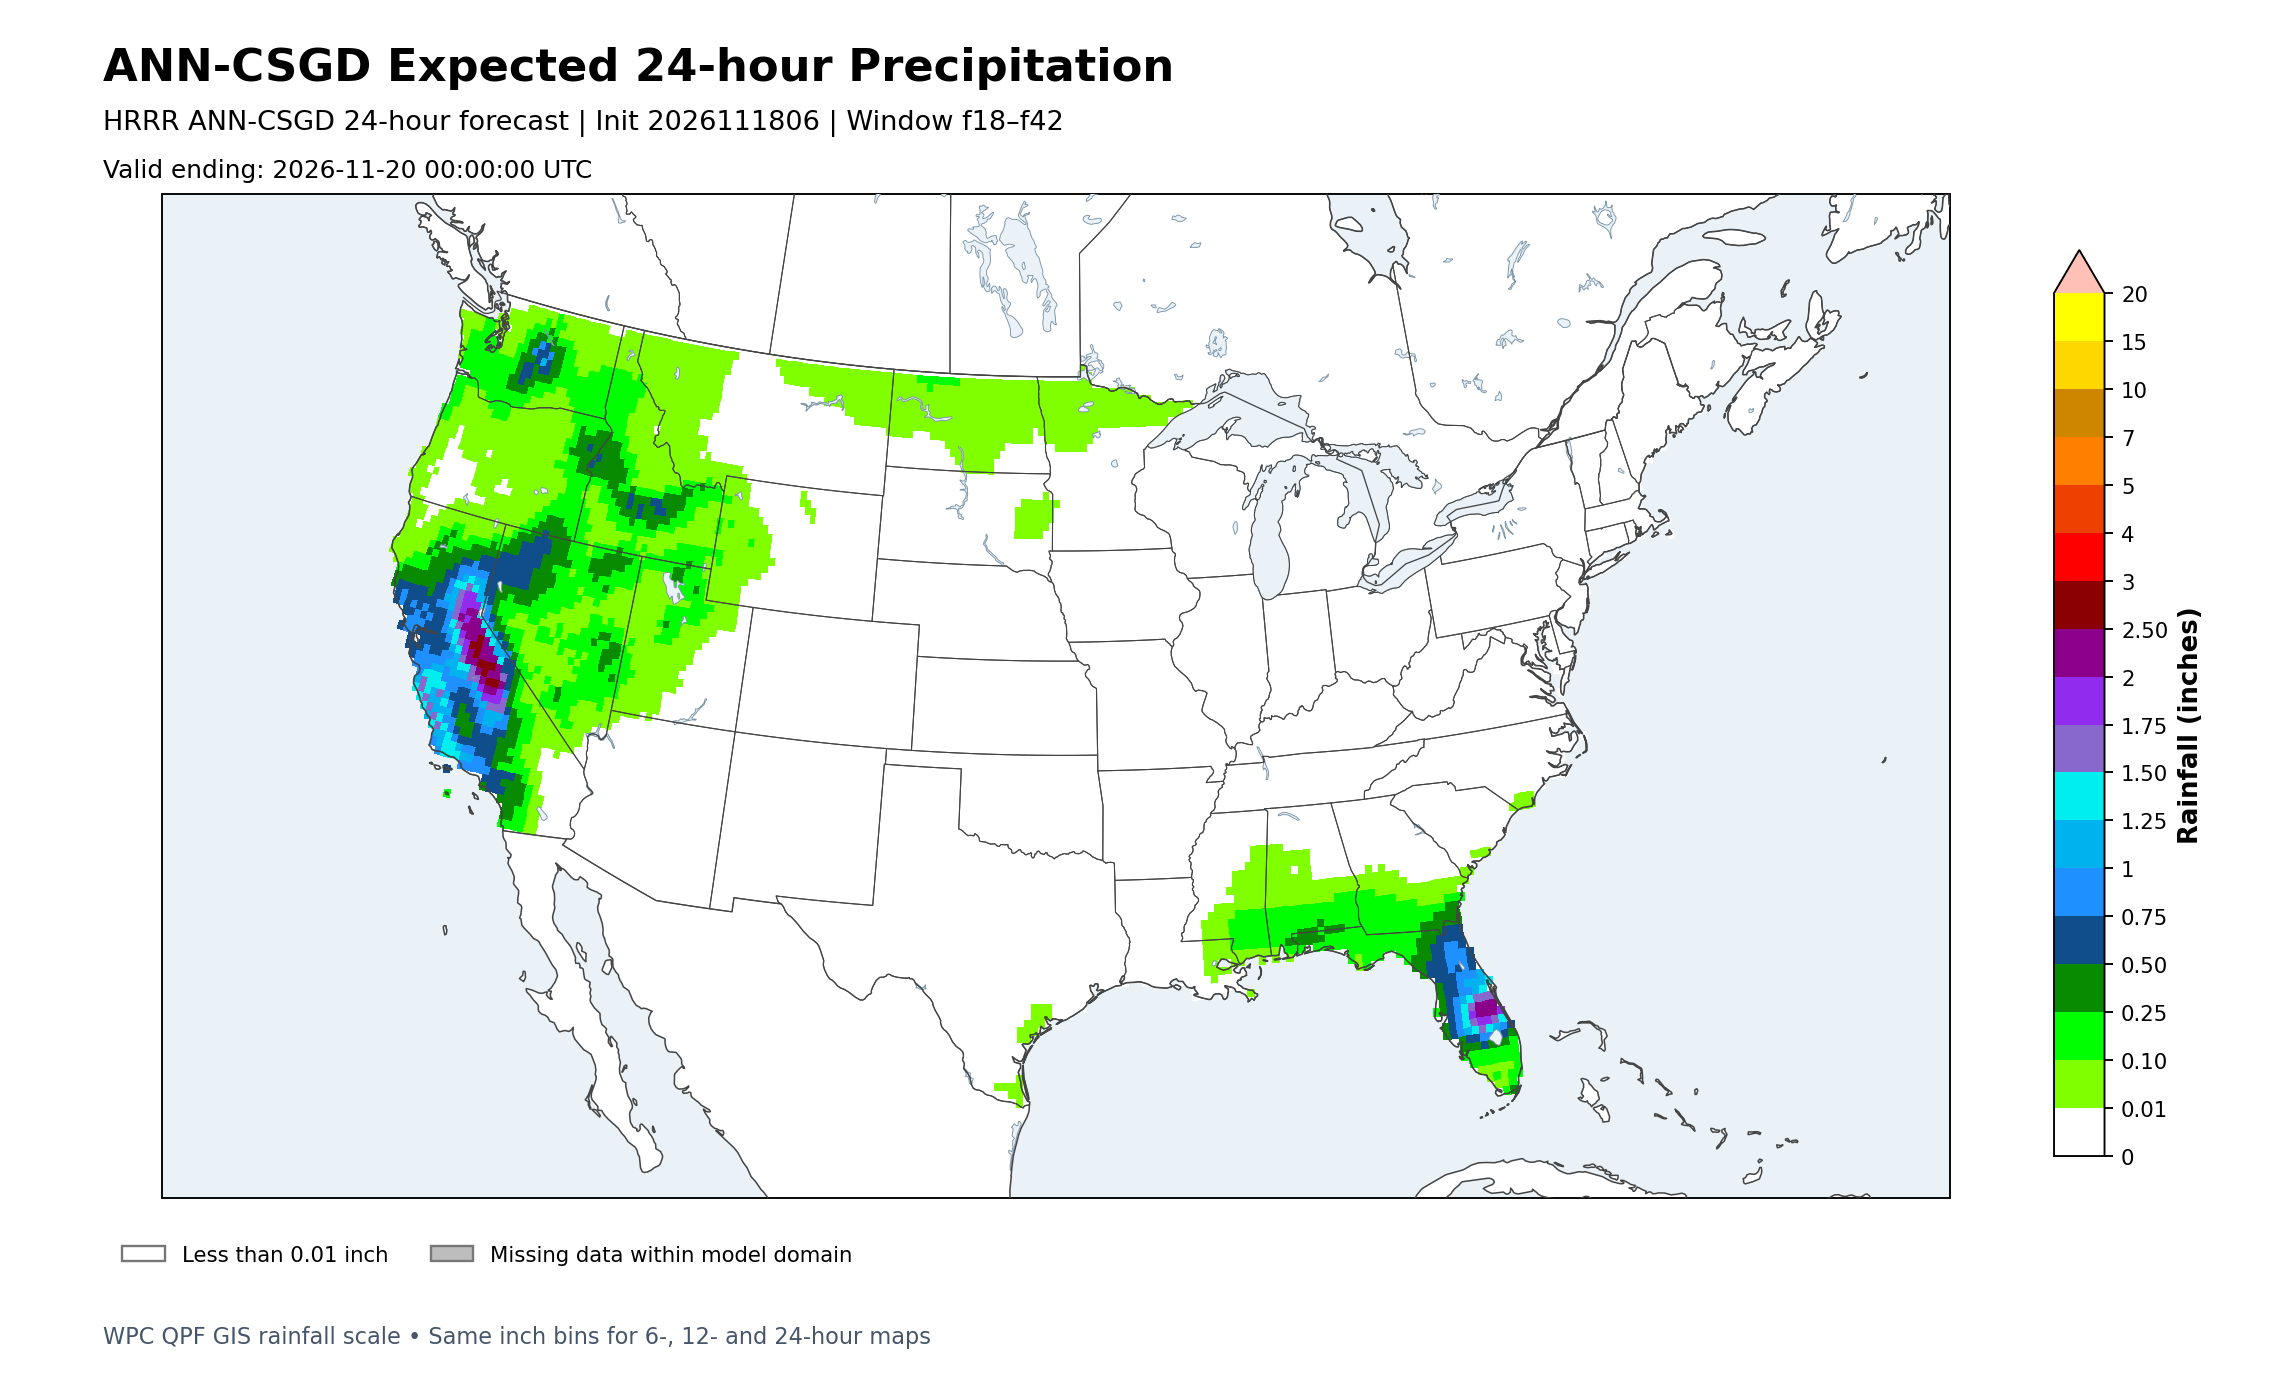 ANN-CSGD Expected 24-hour Precipitation
HRRR ANN-CSGD 24-hour forecast | Init 2026111806 | Window f18–f42
Valid ending: 2026-11-20 00:00:00 UTC
20
15
10
7
5
4
3
2.50
2
1.75
1.50
1.25
1
0.75
0.50
0.25
0.10
0.01
0
Rainfall (inches)
Less than 0.01 inch
Missing data within model domain
WPC QPF GIS rainfall scale • Same inch bins for 6-, 12- and 24-hour maps